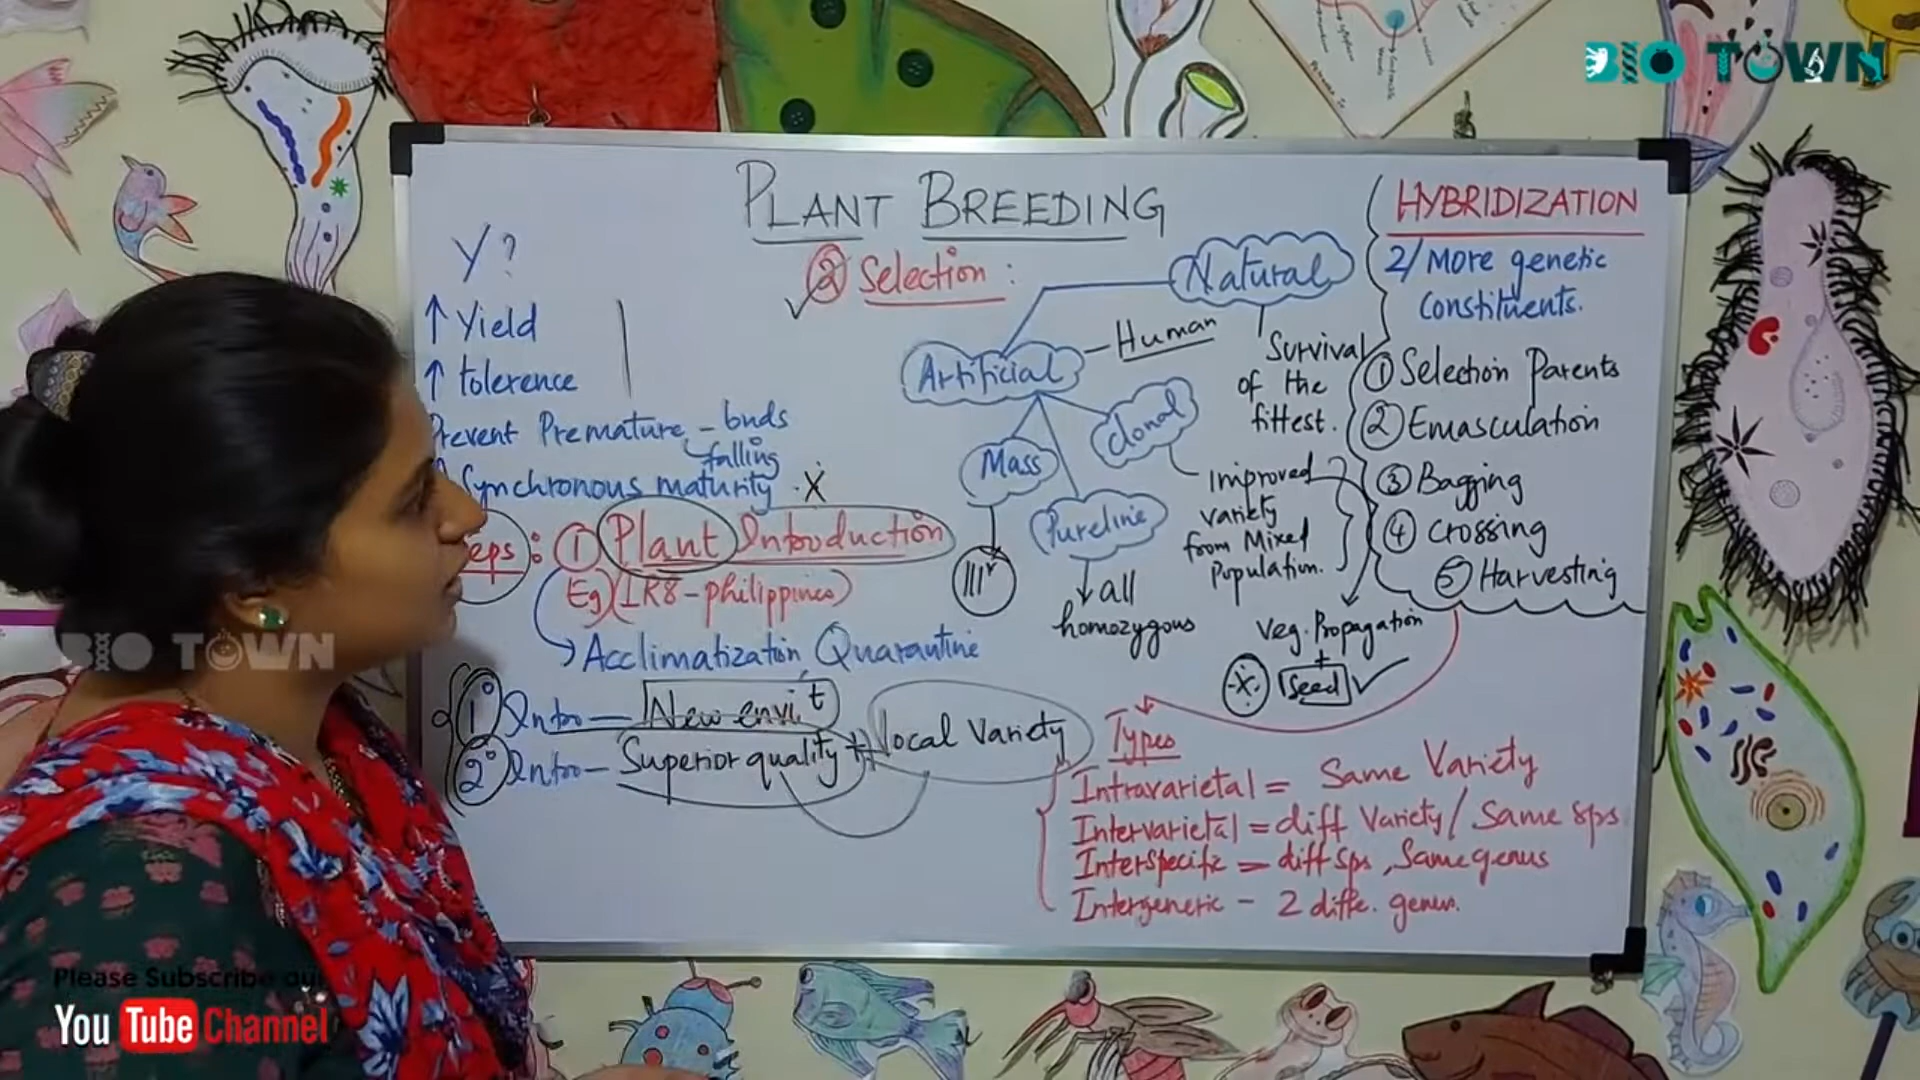 BIO TOWN
PLANT BREEDING
Y?
↑ Yield
↑ tolerence
Prevent Premature - buds
falling
Synchronous maturity
eps: ① Plant Introduction
Eg) (IR8 - philippines)
Acclimatization Quarantine
1° Intro - New envi.t
2° Intro - Superior quality + local Variety
② Selection :
Natural
Survival
of the
fittest.
Artificial - Human
Mass
Pureline
all
homozygous
Clonal
Improved
variety
from Mixed
Population.
Veg. Propagation
+
Seed
HYBRIDIZATION
2/More genetic
Constituents.
① Selection Parents
② Emasculation
③ Bagging
④ Crossing
⑤ Harvesting
Types
Intravarietal = Same Variety
Intervarietal = diff Variety / Same sps
Interspecific = diff sps, Same genus
Intergeneric - 2 diffe. genus.
BIO TOWN
Please Subscribe our
YouTube Channel